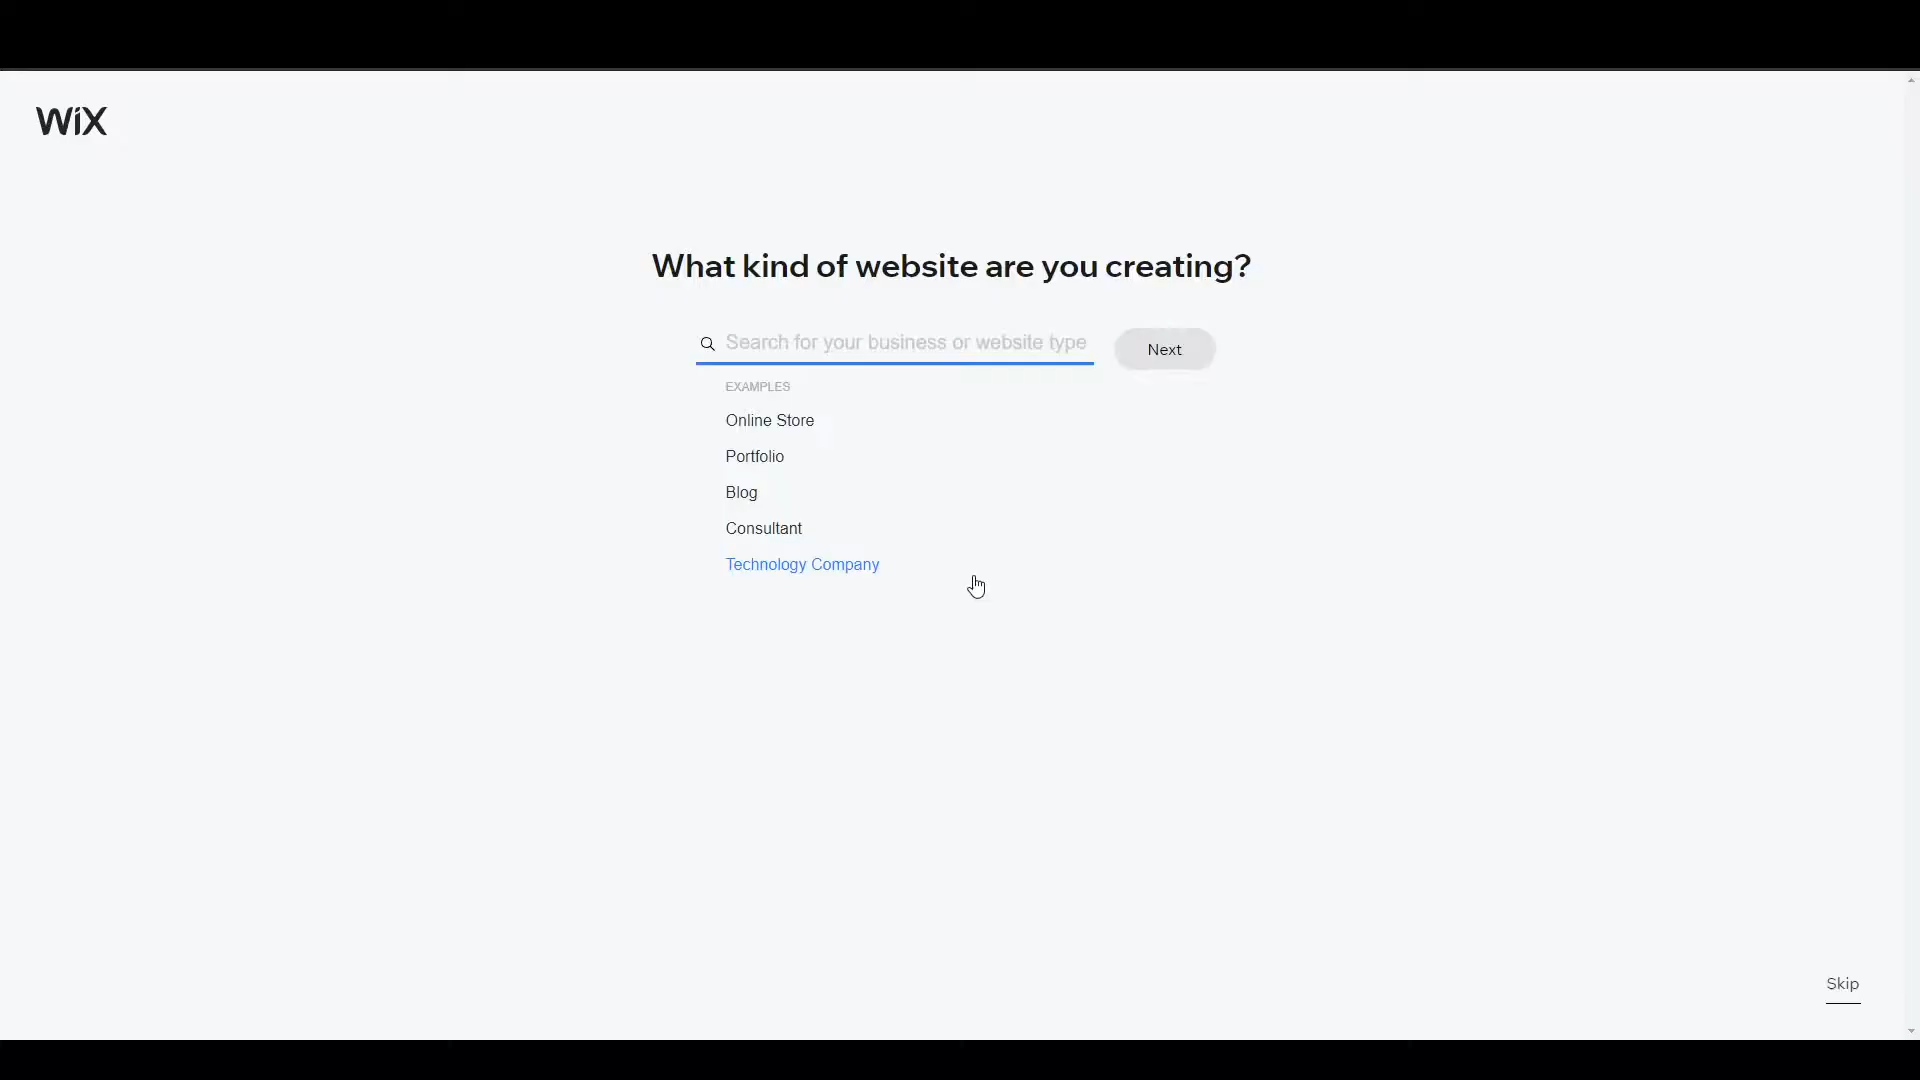 WiX
What kind of website are you creating?
Search for your business or website type
Next
EXAMPLES
Online Store
Portfolio
Blog
Consultant
Technology Company
Skip